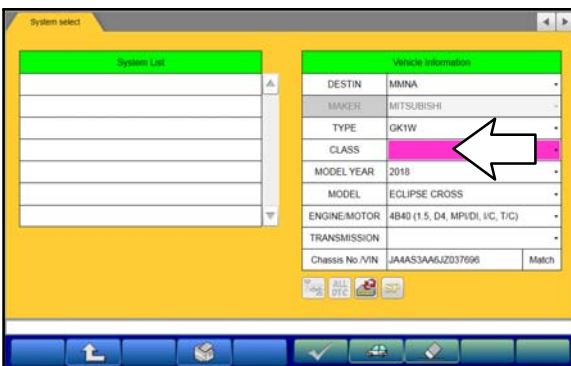 System select
System List
Vehicle Information
DESTIN MMNA
MAKER MITSUBISHI
TYPE GK1W
CLASS
MODEL YEAR 2018
MODEL ECLIPSE CROSS
ENGINE/MOTOR 4B40 (1.5, D4, MPI/DI, I/C, T/C)
TRANSMISSION
Chassis No./VIN JA4AS3AA6JZ037696 Match
ALL DTC